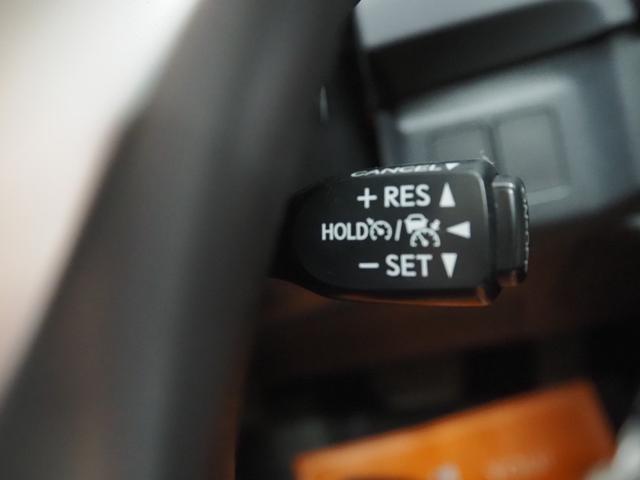 CANCEL
+ RES
HOLD /
- SET